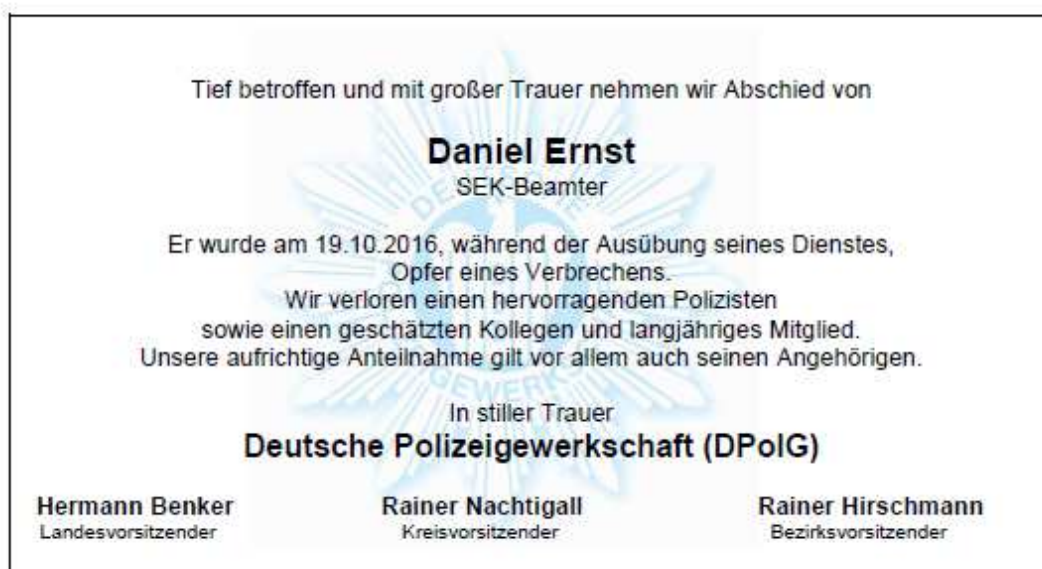 Tief betroffen und mit großer Trauer nehmen wir Abschied von
Daniel Ernst
SEK-Beamter
Er wurde am 19.10.2016, während der Ausübung seines Dienstes,
Opfer eines Verbrechens.
Wir verloren einen hervorragenden Polizisten
sowie einen geschätzten Kollegen und langjähriges Mitglied.
Unsere aufrichtige Anteilnahme gilt vor allem auch seinen Angehörigen.
In stiller Trauer
Deutsche Polizeigewerkschaft (DPolG)
Hermann Benker Rainer Nachtigall Rainer Hirschmann
Landesvorsitzender Kreisvorsitzender Bezirksvorsitzender